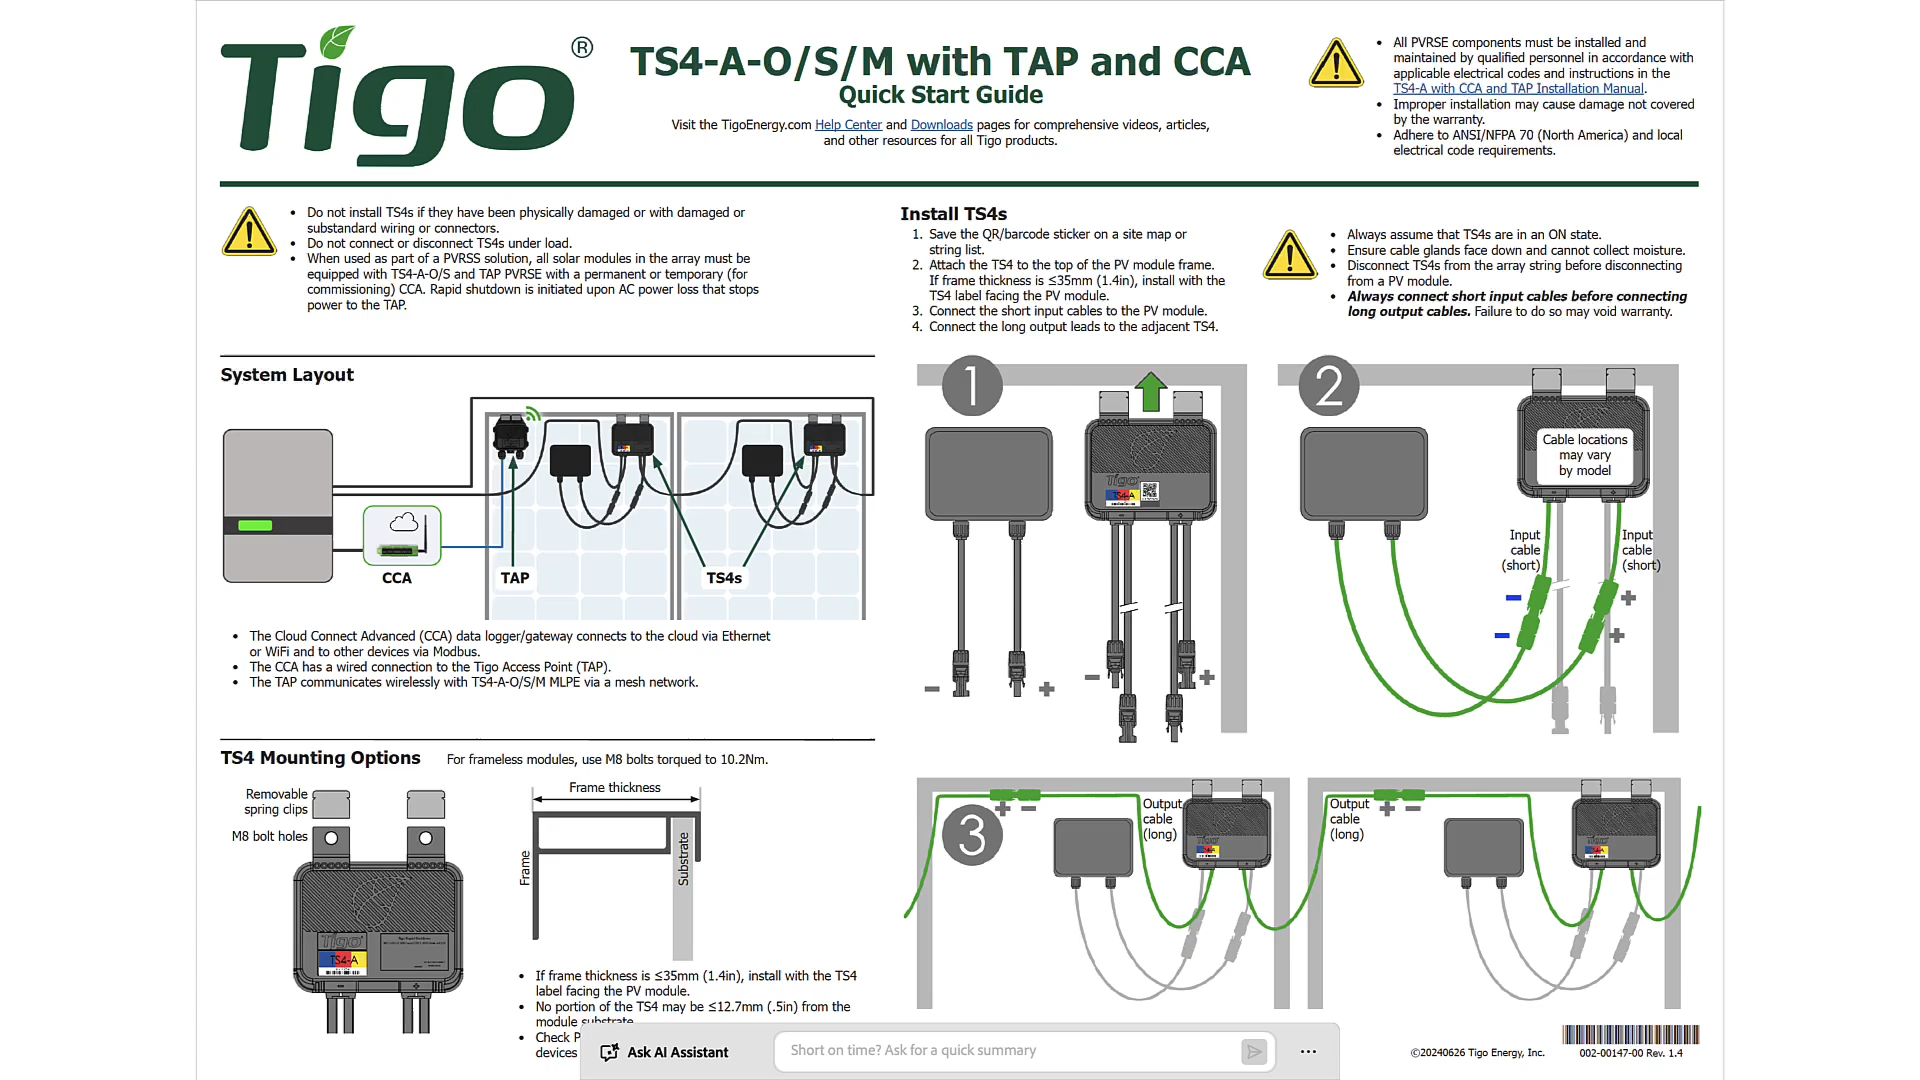 Tigo®
TS4-A-O/S/M with TAP and CCA
Quick Start Guide
Visit the TigoEnergy.com Help Center and Downloads pages for comprehensive videos, articles,
and other resources for all Tigo products.
• All PVRSE components must be installed and
maintained by qualified personnel in accordance with
applicable electrical codes and instructions in the
TS4-A with CCA and TAP Installation Manual.
• Improper installation may cause damage not covered
by the warranty.
• Adhere to ANSI/NFPA 70 (North America) and local
electrical code requirements.
• Do not install TS4s if they have been physically damaged or with damaged or
substandard wiring or connectors.
• Do not connect or disconnect TS4s under load.
• When used as part of a PVRSS solution, all solar modules in the array must be
equipped with TS4-A-O/S and TAP PVRSE with a permanent or temporary (for
commissioning) CCA. Rapid shutdown is initiated upon AC power loss that stops
power to the TAP.
System Layout
CCA
TAP
TS4s
• The Cloud Connect Advanced (CCA) data logger/gateway connects to the cloud via Ethernet
or WiFi and to other devices via Modbus.
• The CCA has a wired connection to the Tigo Access Point (TAP).
• The TAP communicates wirelessly with TS4-A-O/S/M MLPE via a mesh network.
TS4 Mounting Options
For frameless modules, use M8 bolts torqued to 10.2Nm.
Removable
spring clips
M8 bolt holes
Tigo
TS4-A
Frame thickness
Frame
Substrate
• If frame thickness is ≤35mm (1.4in), install with the TS4
label facing the PV module.
• No portion of the TS4 may be ≤12.7mm (.5in) from the
module substrate
• Check P
devices
Install TS4s
1. Save the QR/barcode sticker on a site map or
string list.
2. Attach the TS4 to the top of the PV module frame.
If frame thickness is ≤35mm (1.4in), install with the
TS4 label facing the PV module.
3. Connect the short input cables to the PV module.
4. Connect the long output leads to the adjacent TS4.
• Always assume that TS4s are in an ON state.
• Ensure cable glands face down and cannot collect moisture.
• Disconnect TS4s from the array string before disconnecting
from a PV module.
• Always connect short input cables before connecting
long output cables. Failure to do so may void warranty.
1
Tigo
TS4-A
− +
− +
2
Cable locations
may vary
by model
Input
cable
(short)
Input
cable
(short)
− +
− +
3
+ −
Output
cable
(long)
Tigo
+ −
Output
cable
(long)
Tigo
©20240626 Tigo Energy, Inc.
002-00147-00 Rev. 1.4
Ask AI Assistant
Short on time? Ask for a quick summary